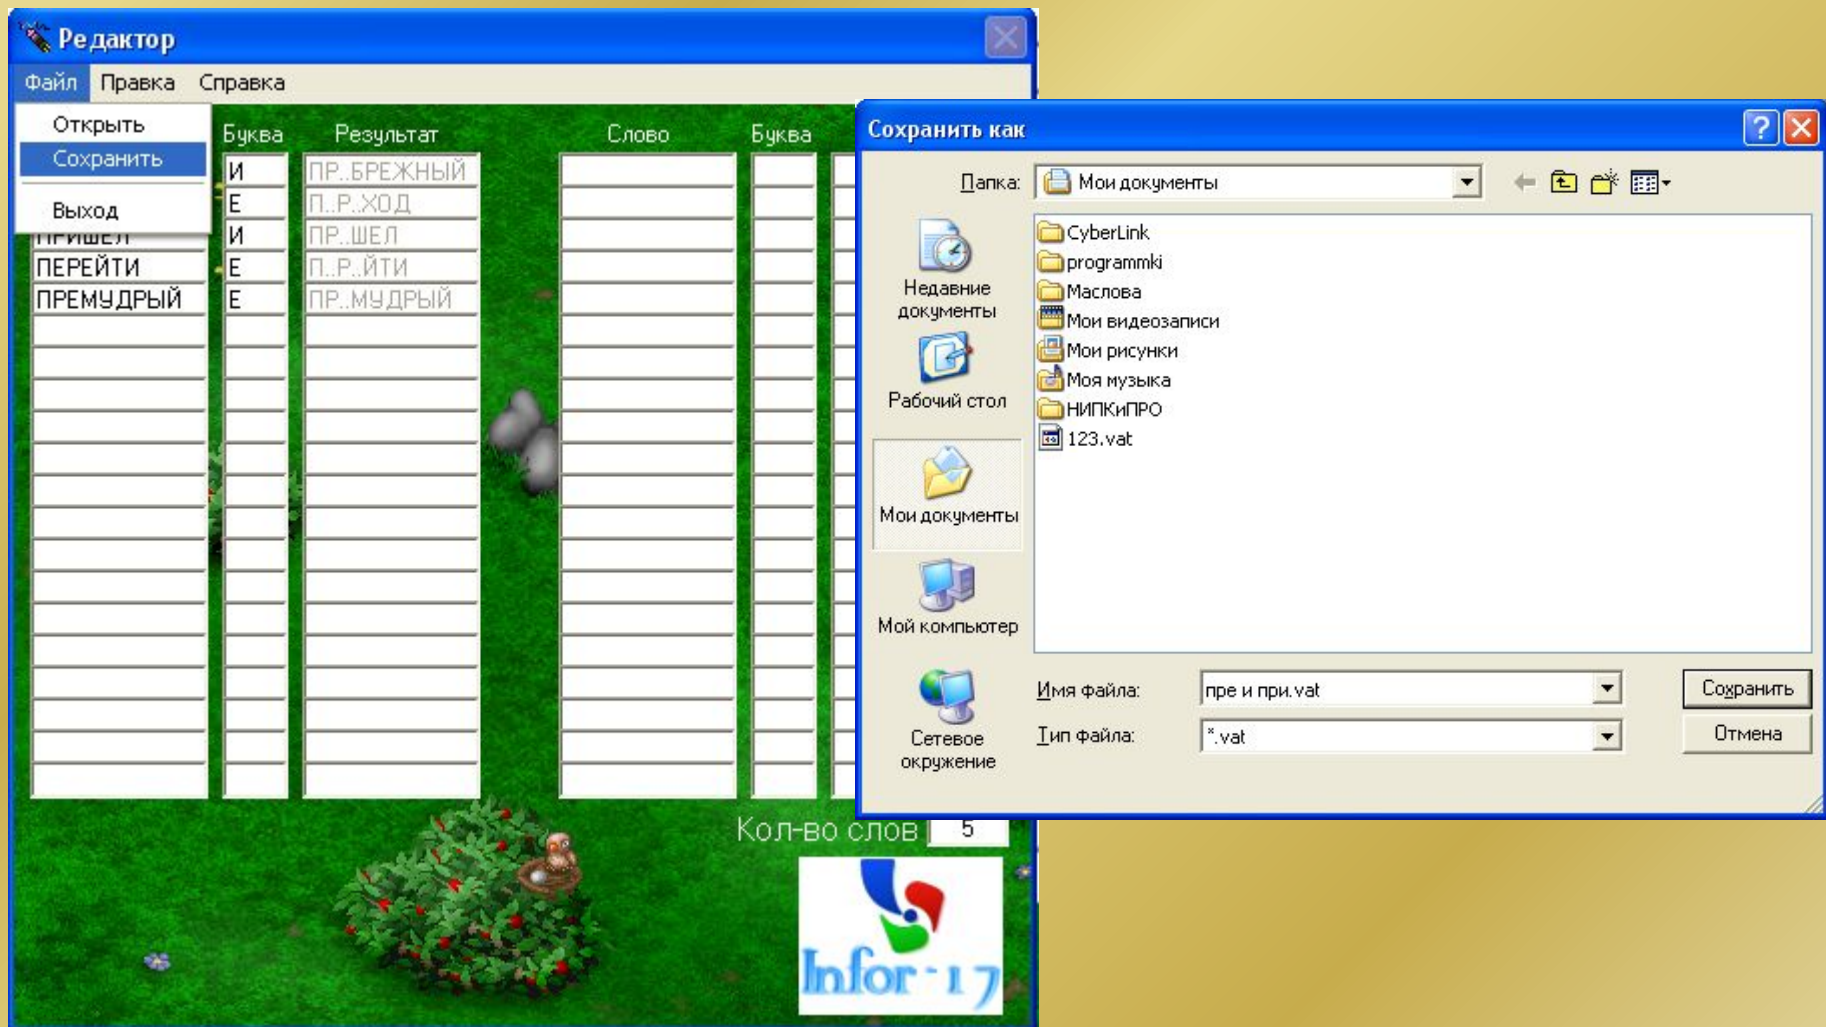 Редактор
Файл Правка Справка
Открыть
Сохранить
Выход
Буква Результат Слово Буква
И ПР..БРЕЖНЫЙ
Е П..Р..ХОД
ПРИШЕЛ И ПР..ШЕЛ
ПЕРЕЙТИ Е П..Р..ЙТИ
ПРЕМУДРЫЙ Е ПР..МУДРЫЙ
Кол-во слов 5
Infor-17
Сохранить как
Папка: Мои документы
Недавние документы
Рабочий стол
Мои документы
Мой компьютер
Сетевое окружение
CyberLink
programmki
Маслова
Мои видеозаписи
Мои рисунки
Моя музыка
НИПКиПРО
123.vat
Имя файла: пре и при.vat Сохранить
Тип файла: *.vat Отмена